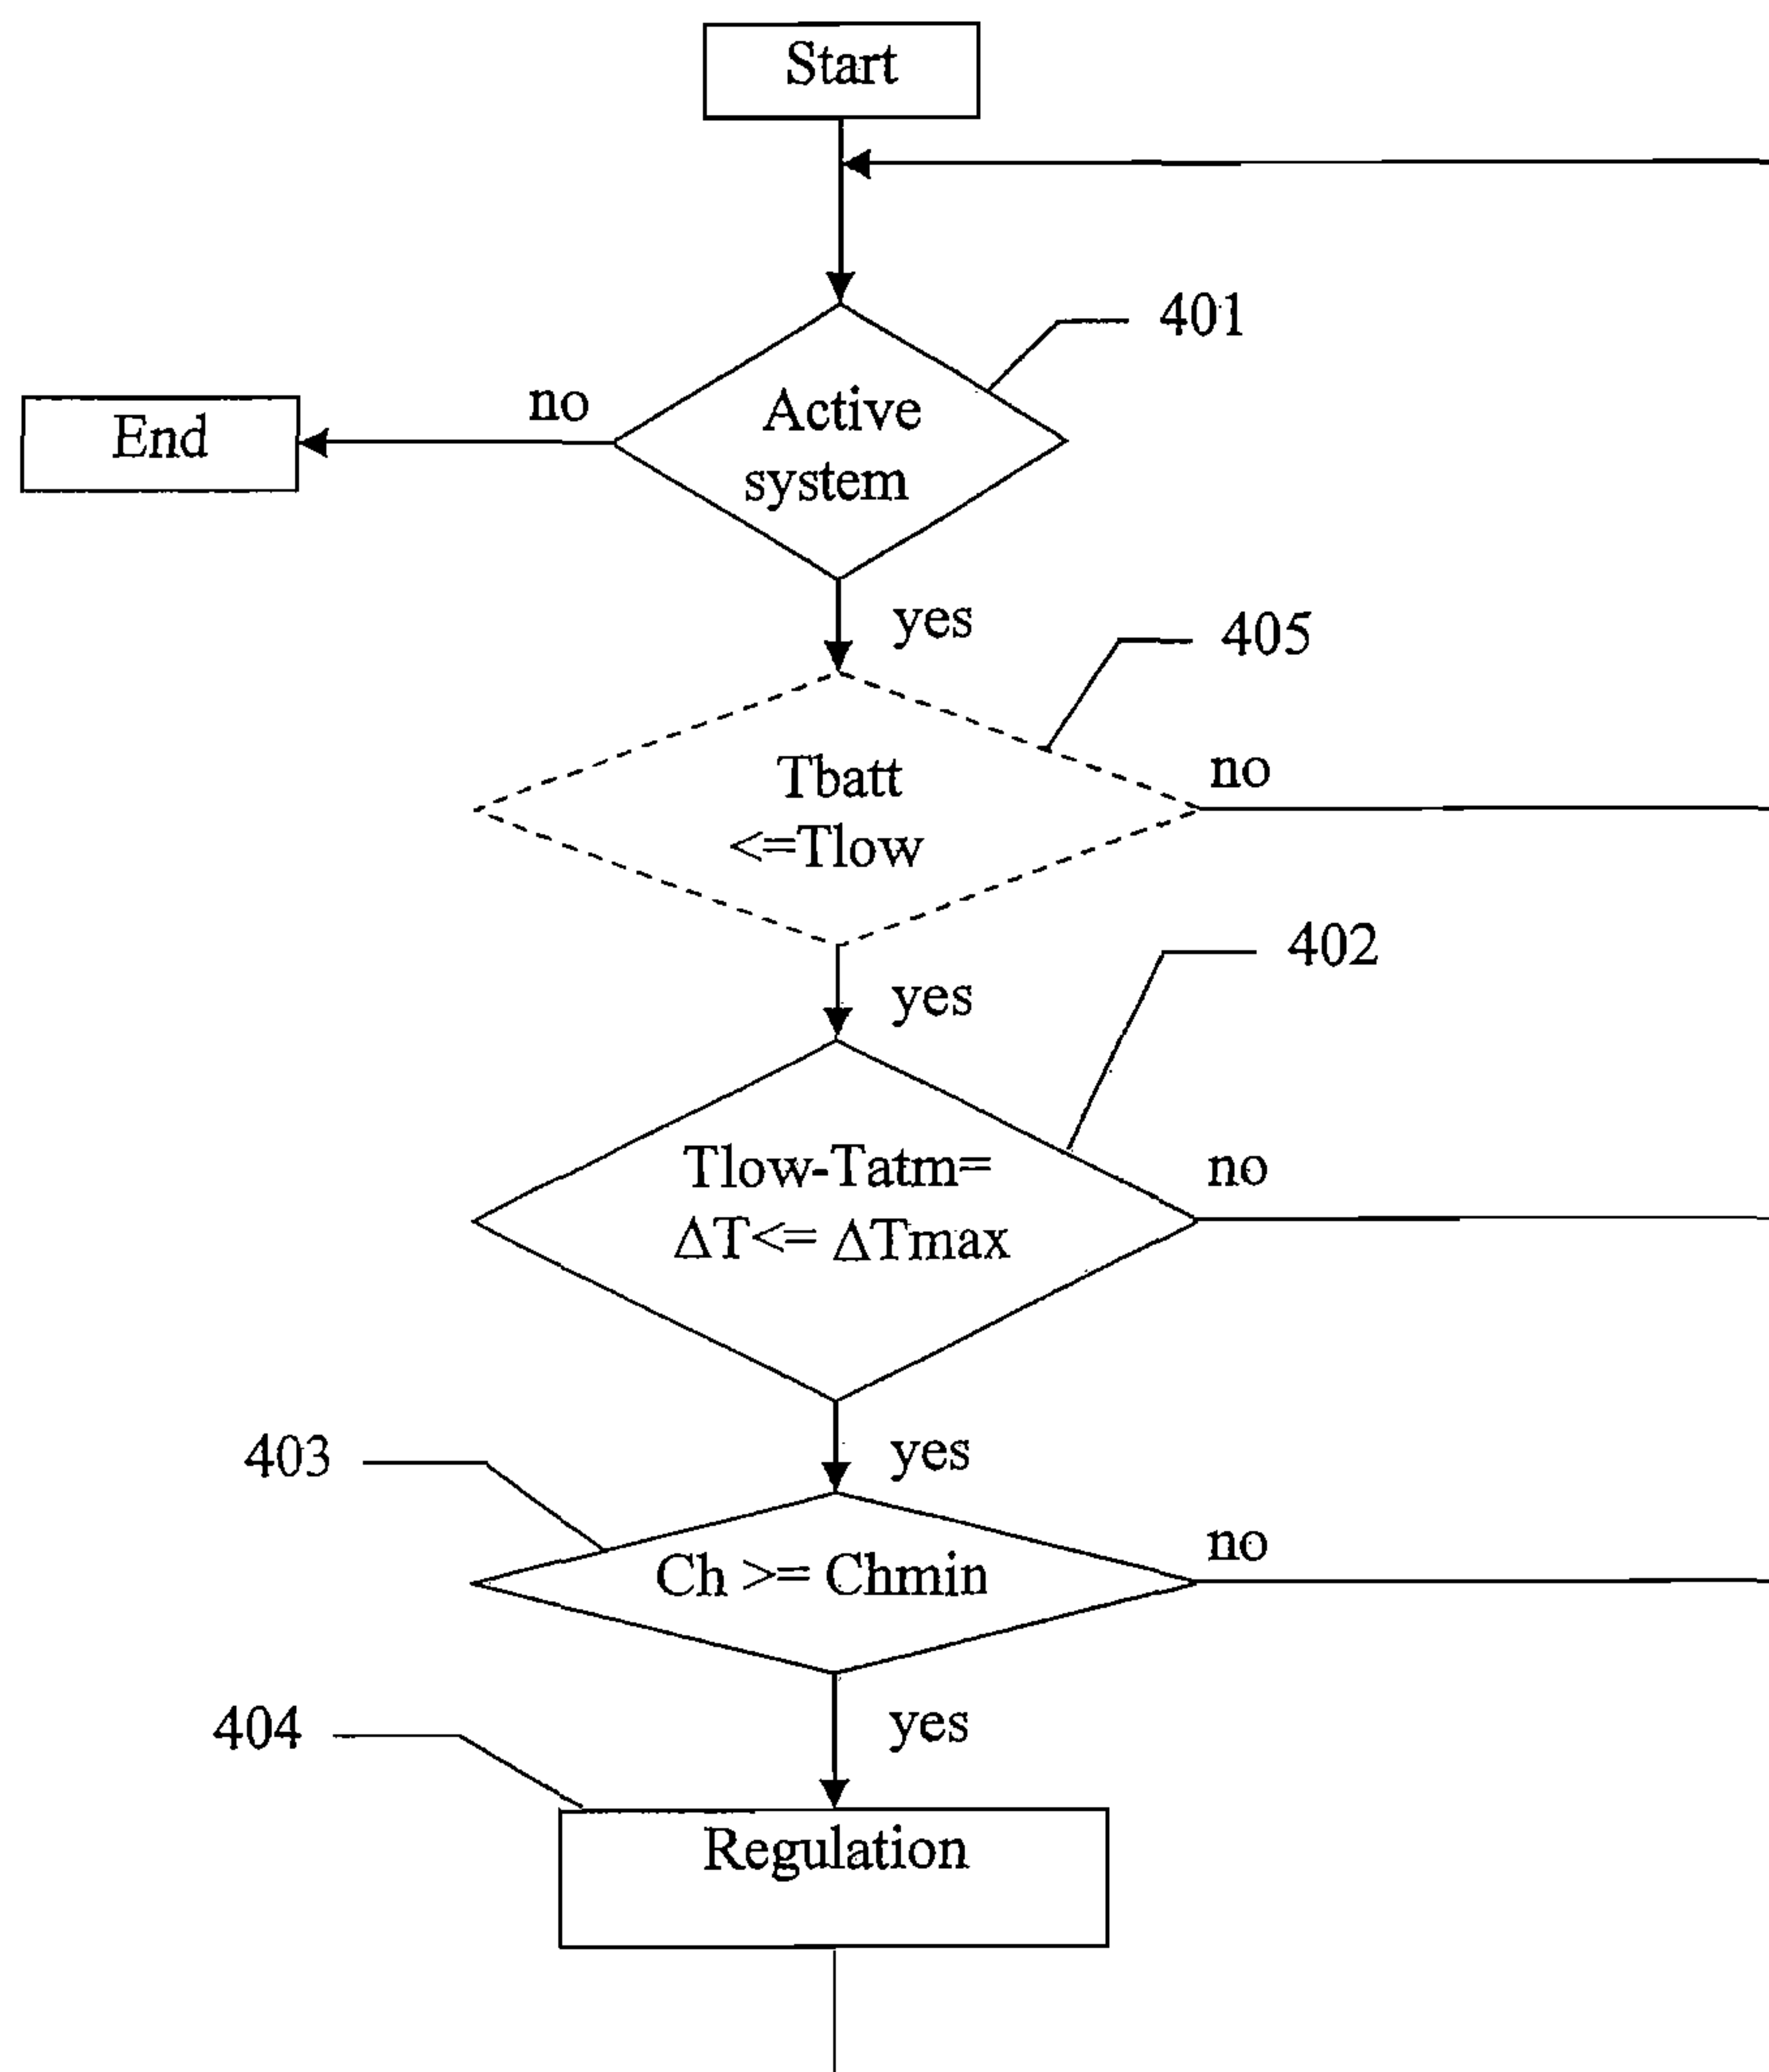 Start
401
no
Active
system
End
yes
405
Tbatt
<=Tlow
no
yes
402
Tlow-Tatm=
ΔT<= ΔTmax
no
yes
403
Ch >= Chmin
no
yes
404
Regulation